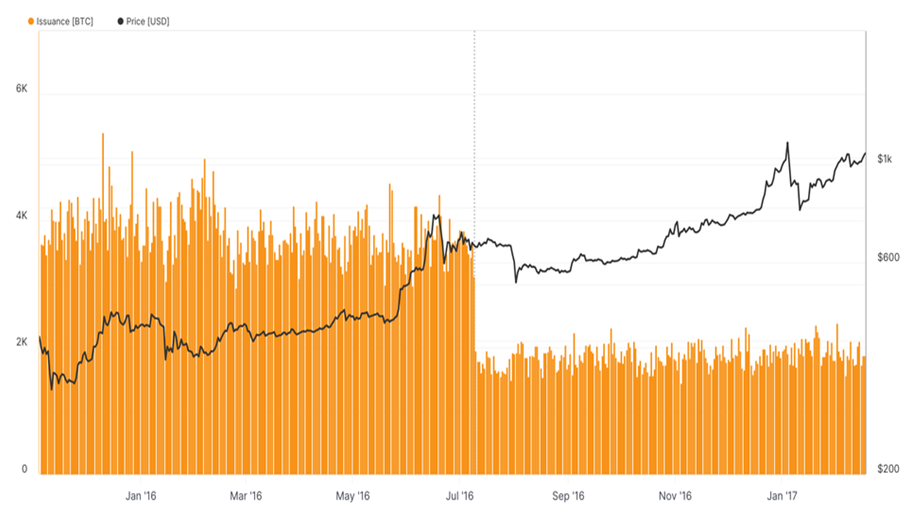 Issuance [BTC] Price [USD]
6K
4K
2K
0
$1k
$600
$200
Jan '16 Mar '16 May '16 Jul '16 Sep '16 Nov '16 Jan '17